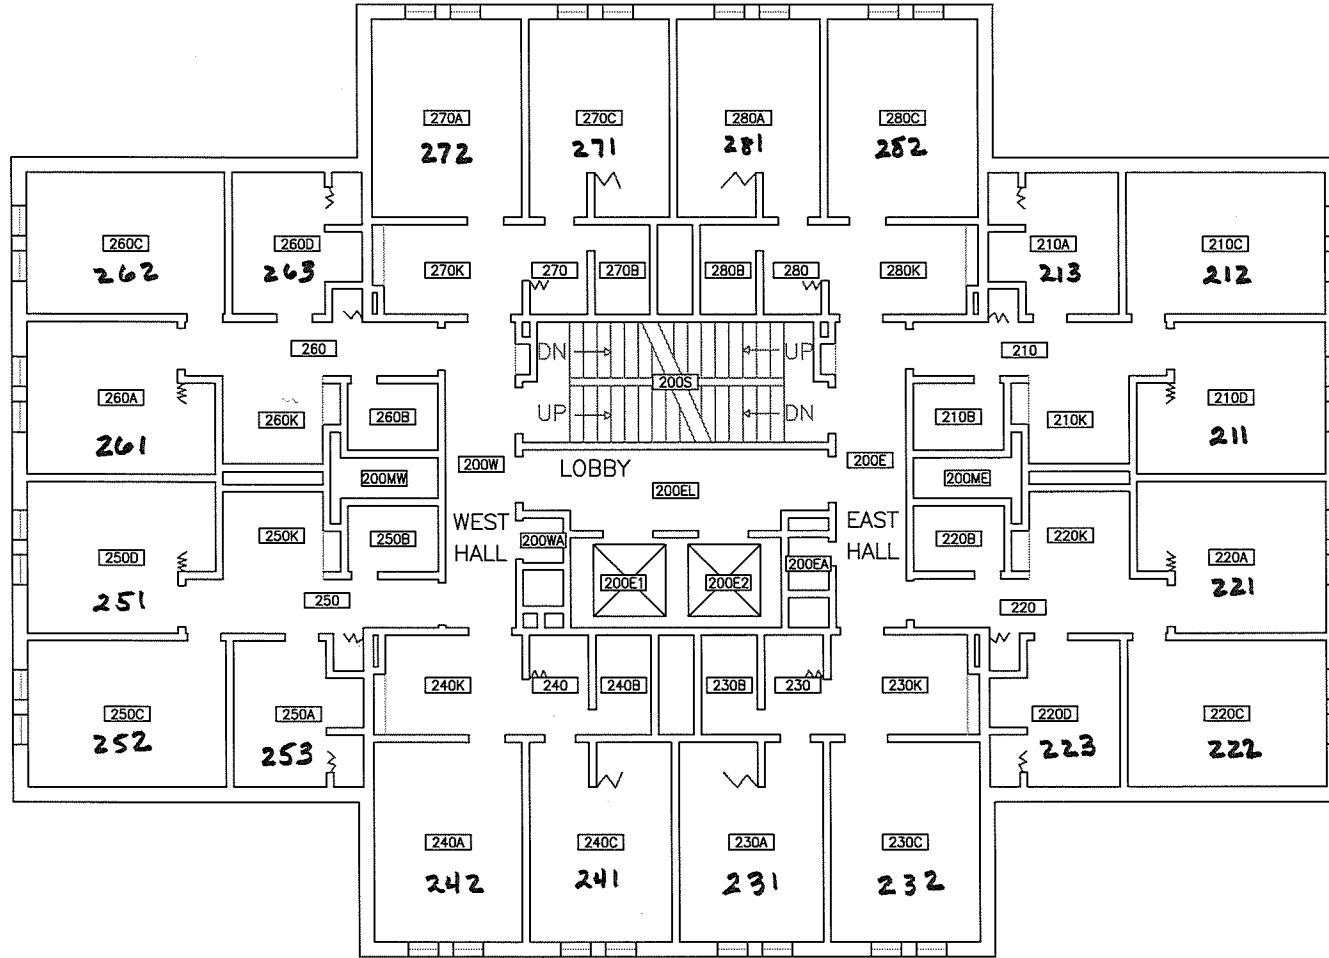 270A 270C 280A 280C
272 271 281 282
260C 260D 210A 210C
262 263 213 212
270K 270 270B 280B 280 280K
260 210
DN UP
200S
260A 210D
260K 260B 210B 210K
UP DN
261 211
200W LOBBY 200E
200MW 200EL 200ME
WEST HALL EAST HALL
250K 250B 200WA 220B 220K
250D 200EA 220A
200E1 200E2
251 221
250 220
240K 240 240B 230B 230 230K
250C 250A 220D 220C
252 253 223 222
240A 240C 230A 230C
242 241 231 232